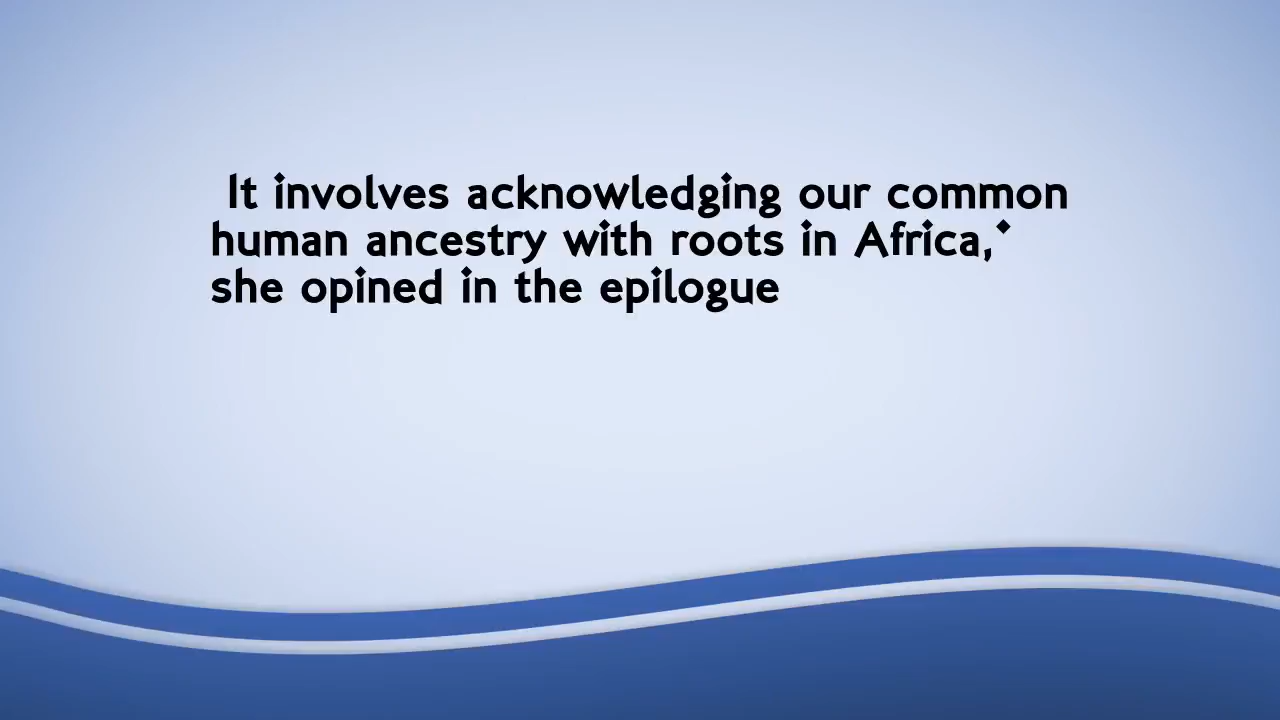 It involves acknowledging our common
human ancestry with roots in Africa,"
she opined in the epilogue